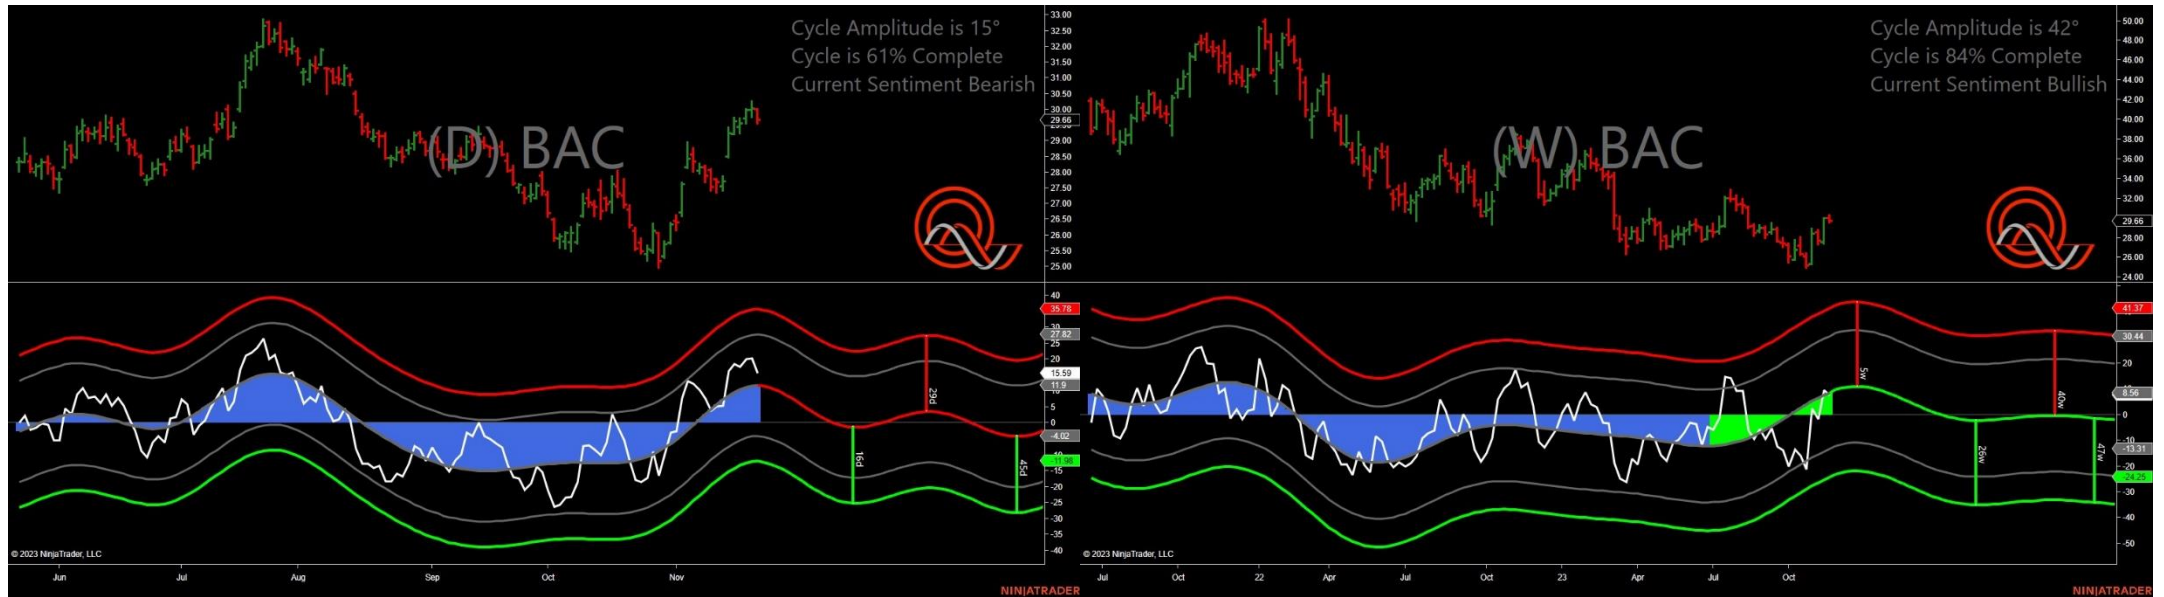 Cycle Amplitude is 15°
Cycle is 61% Complete
Current Sentiment Bearish
(D) BAC
33.00
32.50
32.00
31.50
31.00
30.50
30.00
29.66
29.00
28.50
28.00
27.50
27.00
26.50
26.00
25.50
25.00
40
35.78
27.82
25
20
15.59
11.9
5
0
-4.02
-11.98
-15
-20
-25
-30
-35
-40
29d
16d
45d
© 2023 NinjaTrader, LLC
Jun
Jul
Aug
Sep
Oct
Nov
NINJATRADER
Cycle Amplitude is 42°
Cycle is 84% Complete
Current Sentiment Bullish
(W) BAC
50.00
48.00
46.00
44.00
42.00
40.00
38.00
36.00
34.00
32.00
29.66
28.00
26.00
24.00
41.37
30.44
20
8.56
0
-13.31
-20
-24.25
-30
-40
-50
5w
40w
26w
47w
© 2023 NinjaTrader, LLC
Jul
Oct
22
Apr
Jul
Oct
23
Apr
Jul
Oct
NINJATRADER